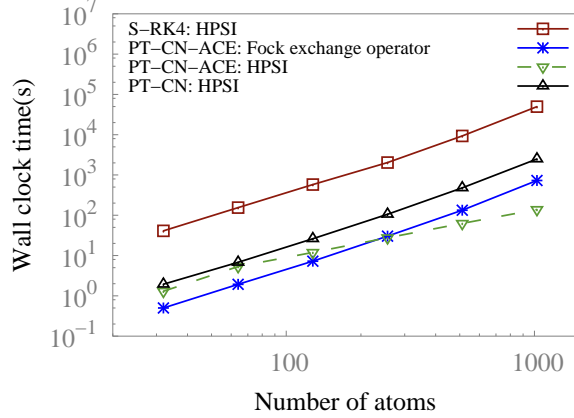 10^7
10^6
10^5
10^4
10^3
10^2
10^1
10^0
10^−1
Wall clock time(s)
S−RK4: HPSI
PT−CN−ACE: Fock exchange operator
PT−CN−ACE: HPSI
PT−CN: HPSI
100 1000
Number of atoms